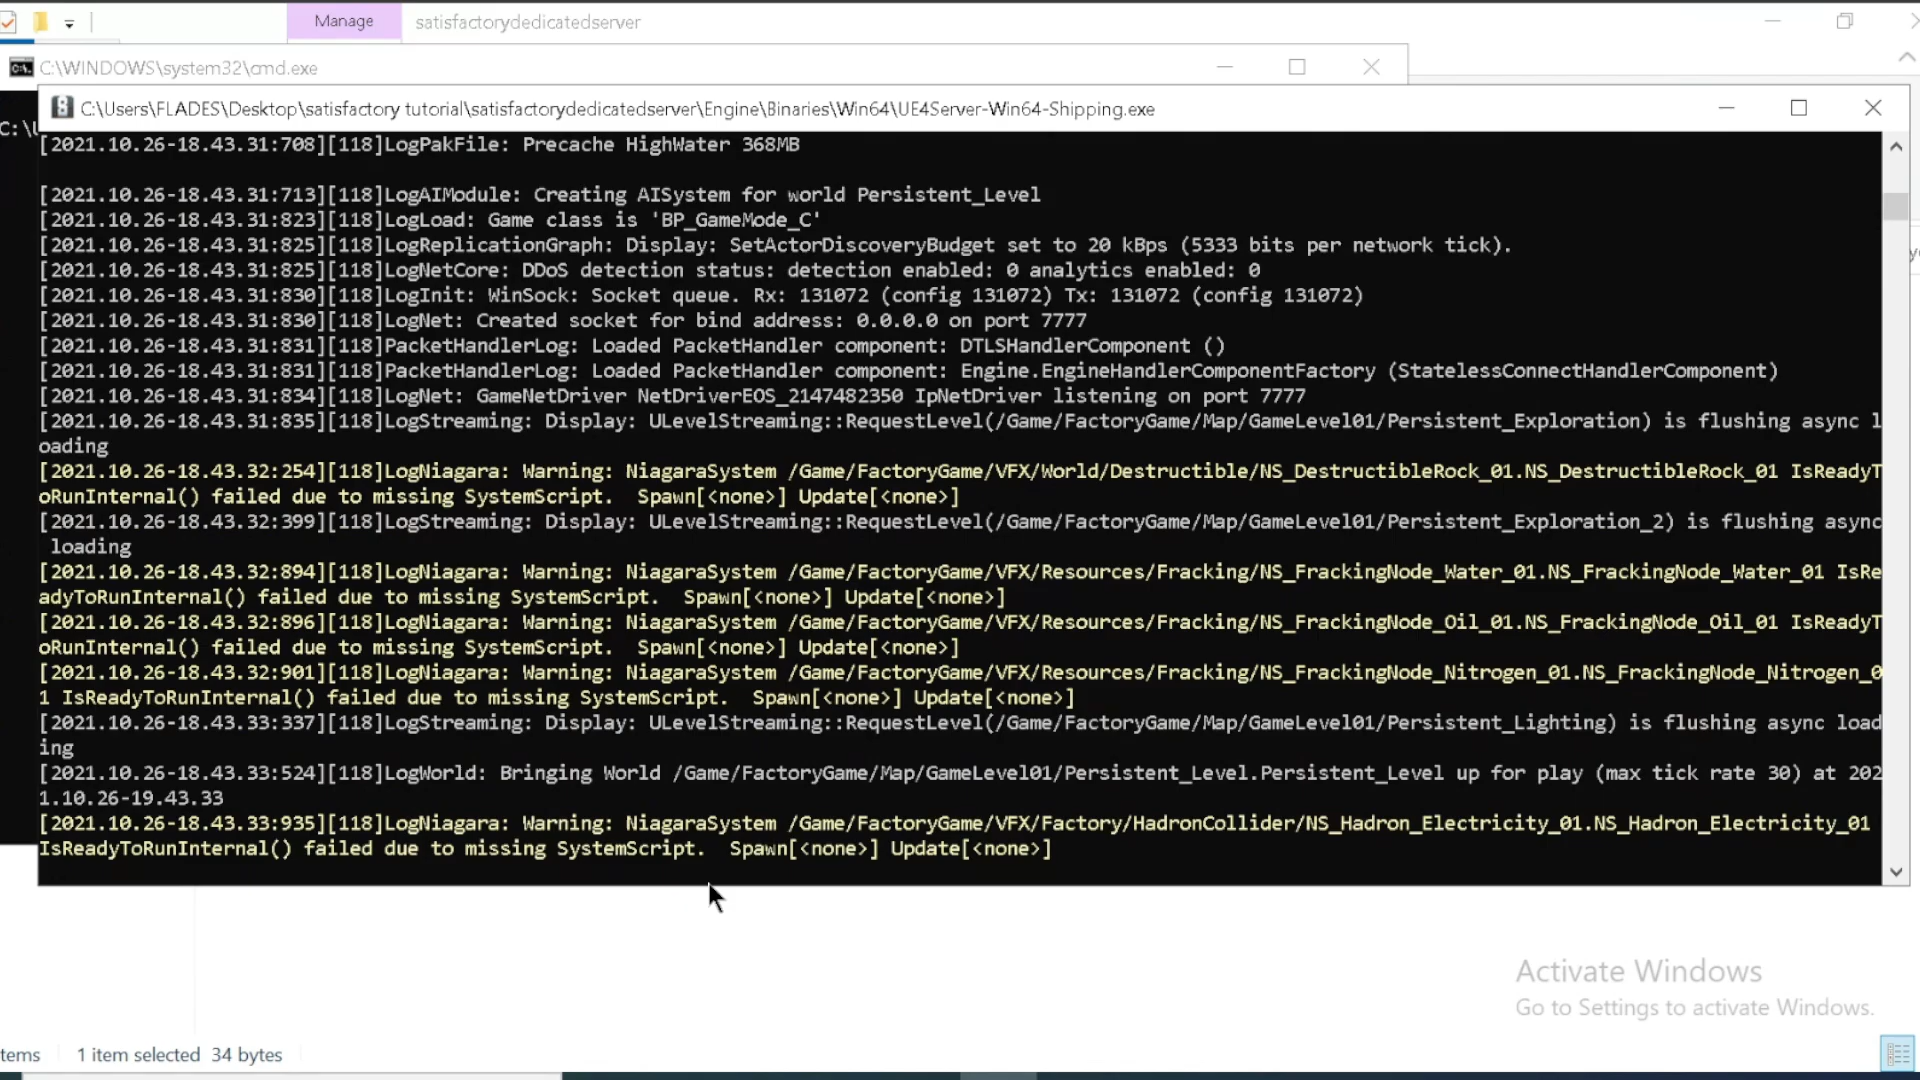 Manage
satisfactorydedicatedserver
C:\WINDOWS\system32\cmd.exe
C:\Users\FLADES\Desktop\satisfactory tutorial\satisfactorydedicatedserver\Engine\Binaries\Win64\UE4Server-Win64-Shipping.exe
C:\U
[2021.10.26-18.43.31:708][118]LogPakFile: Precache HighWater 368MB
[2021.10.26-18.43.31:713][118]LogAIModule: Creating AISystem for world Persistent_Level
[2021.10.26-18.43.31:823][118]LogLoad: Game class is 'BP_GameMode_C'
[2021.10.26-18.43.31:825][118]LogReplicationGraph: Display: SetActorDiscoveryBudget set to 20 kBps (5333 bits per network tick).
[2021.10.26-18.43.31:825][118]LogNetCore: DDoS detection status: detection enabled: 0 analytics enabled: 0
[2021.10.26-18.43.31:830][118]LogInit: WinSock: Socket queue. Rx: 131072 (config 131072) Tx: 131072 (config 131072)
[2021.10.26-18.43.31:830][118]LogNet: Created socket for bind address: 0.0.0.0 on port 7777
[2021.10.26-18.43.31:831][118]PacketHandlerLog: Loaded PacketHandler component: DTLSHandlerComponent ()
[2021.10.26-18.43.31:831][118]PacketHandlerLog: Loaded PacketHandler component: Engine.EngineHandlerComponentFactory (StatelessConnectHandlerComponent)
[2021.10.26-18.43.31:834][118]LogNet: GameNetDriver NetDriverEOS_2147482350 IpNetDriver listening on port 7777
[2021.10.26-18.43.31:835][118]LogStreaming: Display: ULevelStreaming::RequestLevel(/Game/FactoryGame/Map/GameLevel01/Persistent_Exploration) is flushing async l
oading
[2021.10.26-18.43.32:254][118]LogNiagara: Warning: NiagaraSystem /Game/FactoryGame/VFX/World/Destructible/NS_DestructibleRock_01.NS_DestructibleRock_01 IsReadyT
oRunInternal() failed due to missing SystemScript.  Spawn[<none>] Update[<none>]
[2021.10.26-18.43.32:399][118]LogStreaming: Display: ULevelStreaming::RequestLevel(/Game/FactoryGame/Map/GameLevel01/Persistent_Exploration_2) is flushing async
loading
[2021.10.26-18.43.32:894][118]LogNiagara: Warning: NiagaraSystem /Game/FactoryGame/VFX/Resources/Fracking/NS_FrackingNode_Water_01.NS_FrackingNode_Water_01 IsRe
adyToRunInternal() failed due to missing SystemScript.  Spawn[<none>] Update[<none>]
[2021.10.26-18.43.32:896][118]LogNiagara: Warning: NiagaraSystem /Game/FactoryGame/VFX/Resources/Fracking/NS_FrackingNode_Oil_01.NS_FrackingNode_Oil_01 IsReadyT
oRunInternal() failed due to missing SystemScript.  Spawn[<none>] Update[<none>]
[2021.10.26-18.43.32:901][118]LogNiagara: Warning: NiagaraSystem /Game/FactoryGame/VFX/Resources/Fracking/NS_FrackingNode_Nitrogen_01.NS_FrackingNode_Nitrogen_0
1 IsReadyToRunInternal() failed due to missing SystemScript.  Spawn[<none>] Update[<none>]
[2021.10.26-18.43.33:337][118]LogStreaming: Display: ULevelStreaming::RequestLevel(/Game/FactoryGame/Map/GameLevel01/Persistent_Lighting) is flushing async load
ing
[2021.10.26-18.43.33:524][118]LogWorld: Bringing World /Game/FactoryGame/Map/GameLevel01/Persistent_Level.Persistent_Level up for play (max tick rate 30) at 202
1.10.26-19.43.33
[2021.10.26-18.43.33:935][118]LogNiagara: Warning: NiagaraSystem /Game/FactoryGame/VFX/Factory/HadronCollider/NS_Hadron_Electricity_01.NS_Hadron_Electricity_01
IsReadyToRunInternal() failed due to missing SystemScript.  Spawn[<none>] Update[<none>]
Activate Windows
Go to Settings to activate Windows.
tems 1 item selected 34 bytes